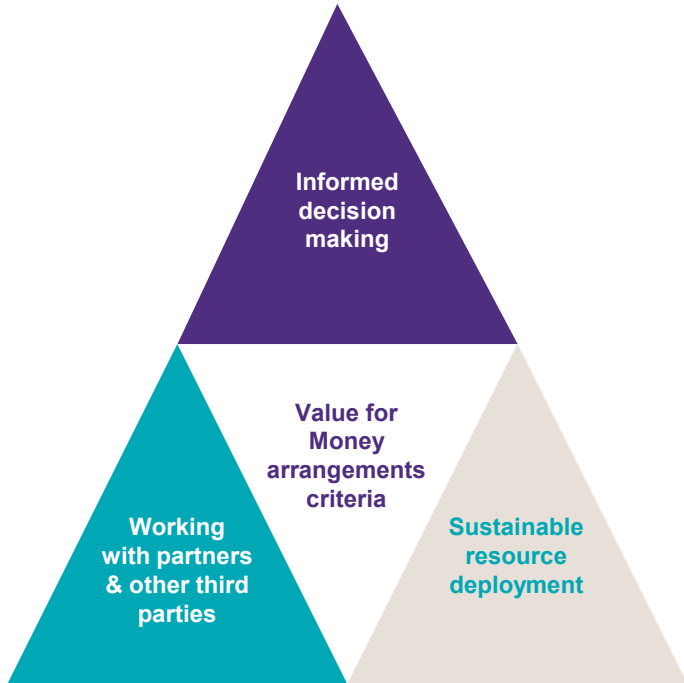 Informed
decision
making
Value for
Money
arrangements
criteria
Working
with partners
& other third
parties
Sustainable
resource
deployment